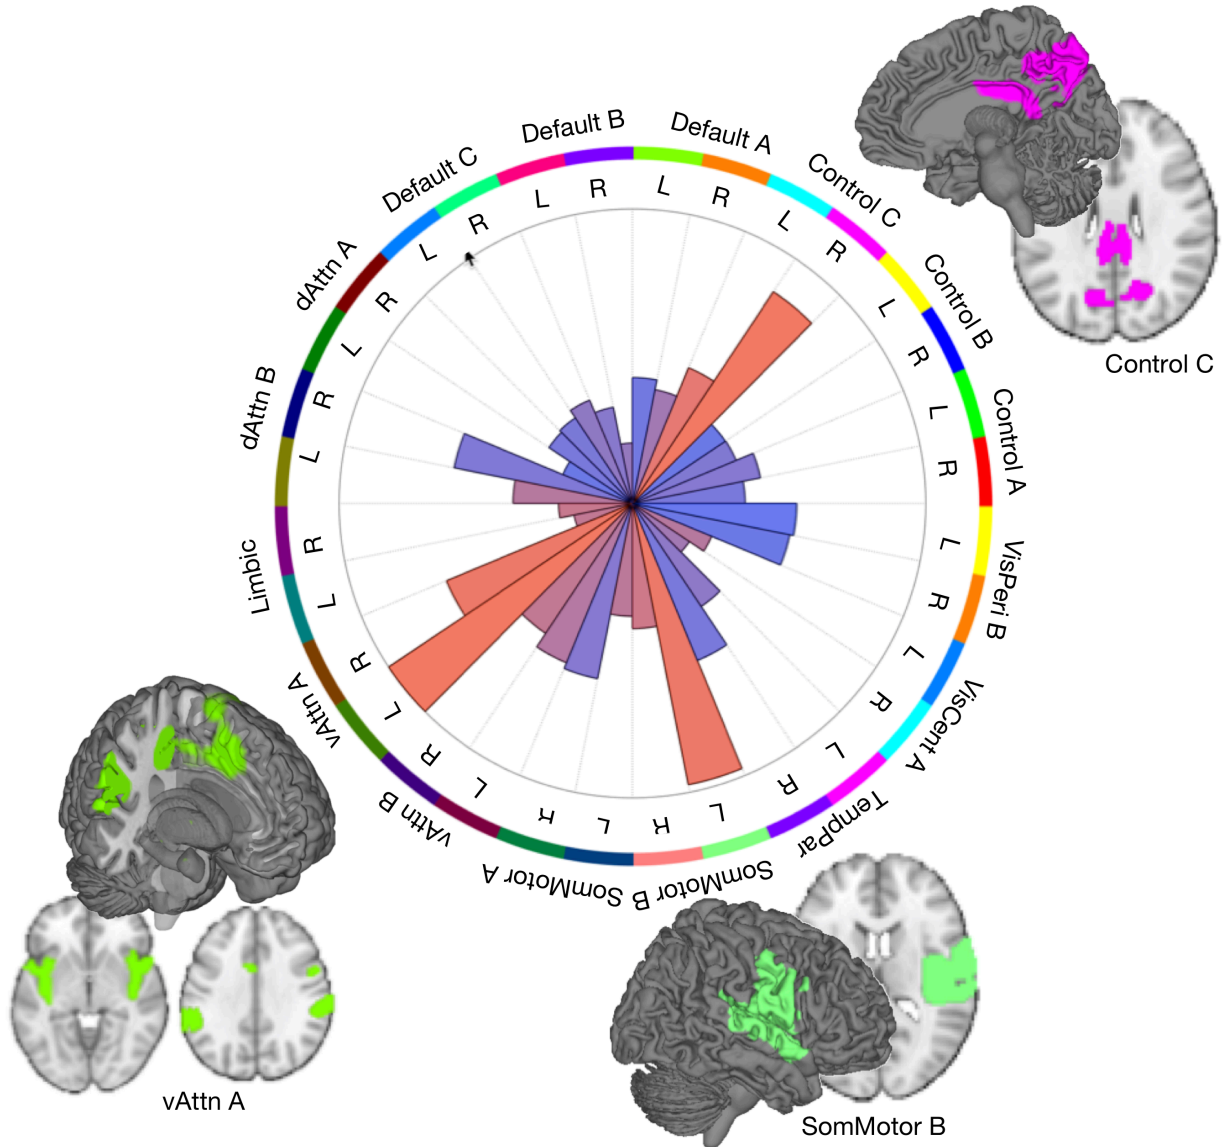 Default B
Default A
Default C
Control C
dAttn A
Control B
dAttn B
Control A
Limbic
VisPeri B
vAttn A
VisCent A
vAttn B
TempPar
SomMotor A
SomMotor B
SomMotor B
L
R
L
R
L
R
L
R
L
R
L
R
L
R
L
R
L
R
L
R
L
R
L
R
L
R
L
R
L
R
L
R
Control C
vAttn A
SomMotor B